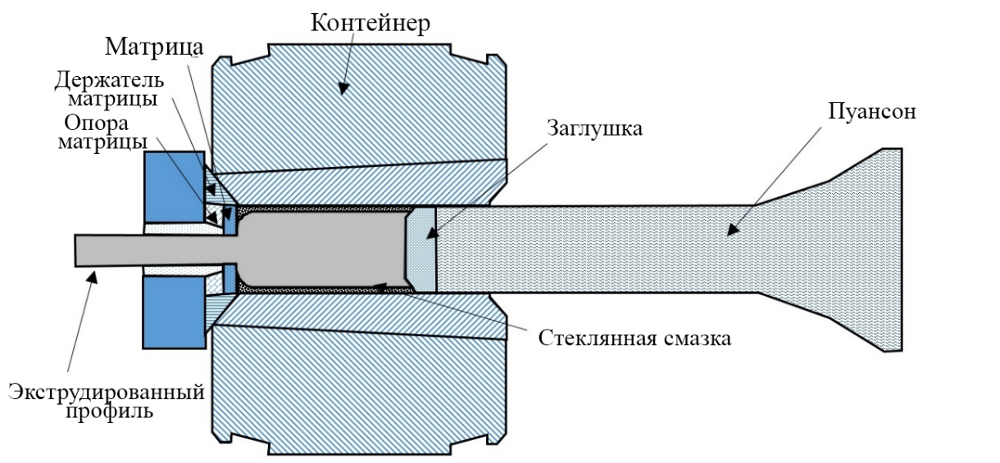 Контейнер
Матрица
Держатель
матрицы
Опора
матрицы
Заглушка
Пуансон
Стеклянная смазка
Экструдированный
профиль